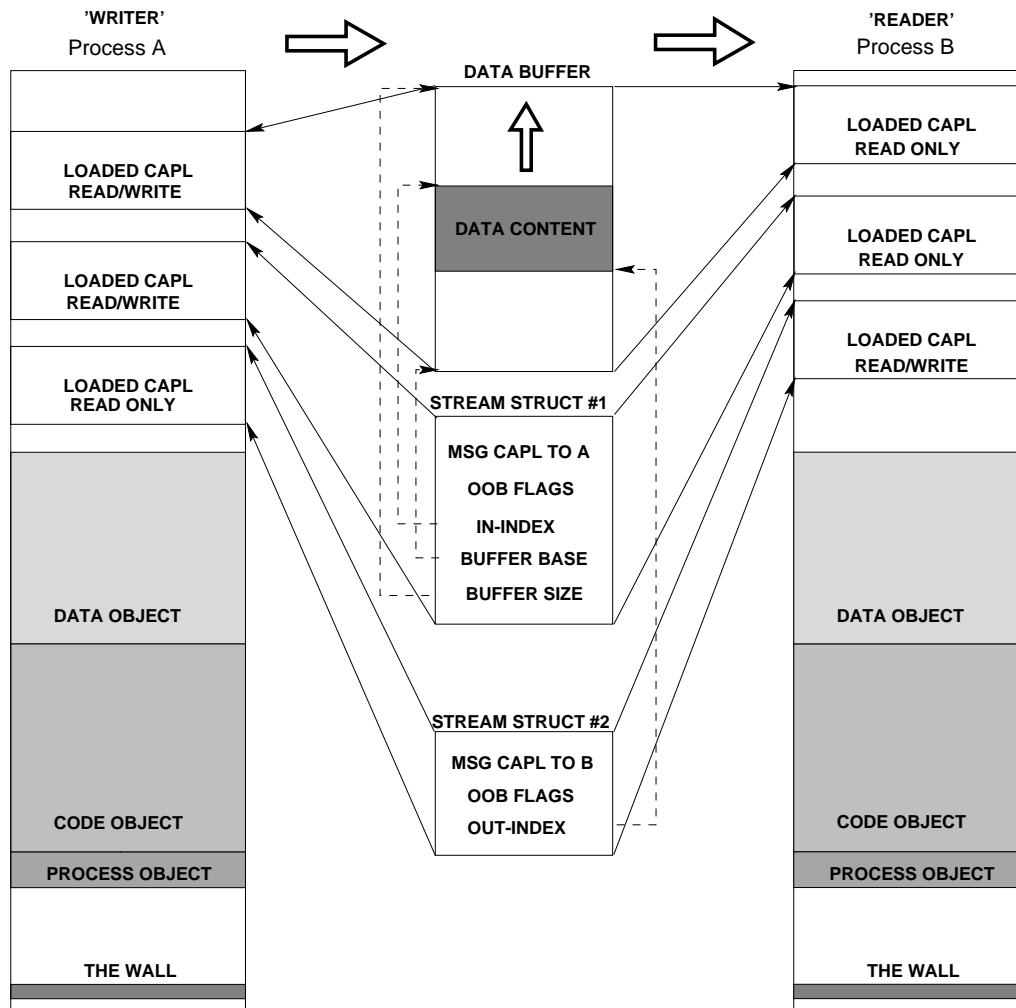 'WRITER'
Process A
LOADED CAPL
READ/WRITE
LOADED CAPL
READ/WRITE
LOADED CAPL
READ ONLY
DATA OBJECT
CODE OBJECT
PROCESS OBJECT
THE WALL
DATA BUFFER
DATA CONTENT
STREAM STRUCT #1
MSG CAPL TO A
OOB FLAGS
IN-INDEX
BUFFER BASE
BUFFER SIZE
STREAM STRUCT #2
MSG CAPL TO B
OOB FLAGS
OUT-INDEX
'READER'
Process B
LOADED CAPL
READ ONLY
LOADED CAPL
READ ONLY
LOADED CAPL
READ/WRITE
DATA OBJECT
CODE OBJECT
PROCESS OBJECT
THE WALL